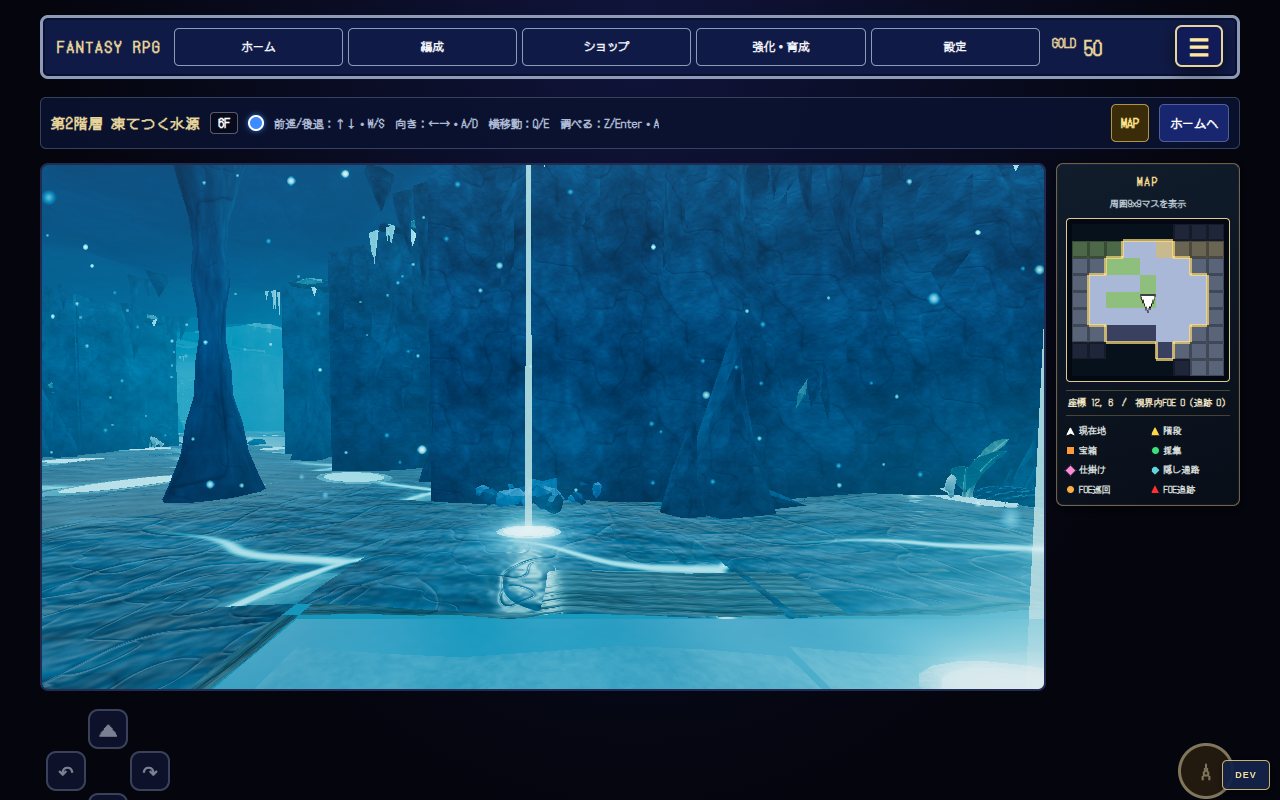 FANTASY RPG
ホーム
編成
ショップ
強化・育成
設定
GOLD 50
第2階層 凍てつく水源
6F
前進/後退：↑↓・W/S 向き：←→・A/D 横移動：Q/E 調べる：Z/Enter・A
MAP
ホームへ
MAP
周囲9x9マスを表示
座標 12, 6 / 視界内FOE 0 (追跡 0)
現在地
階段
宝箱
採集
仕掛け
隠し通路
FOE巡回
FOE追跡
A
DEV